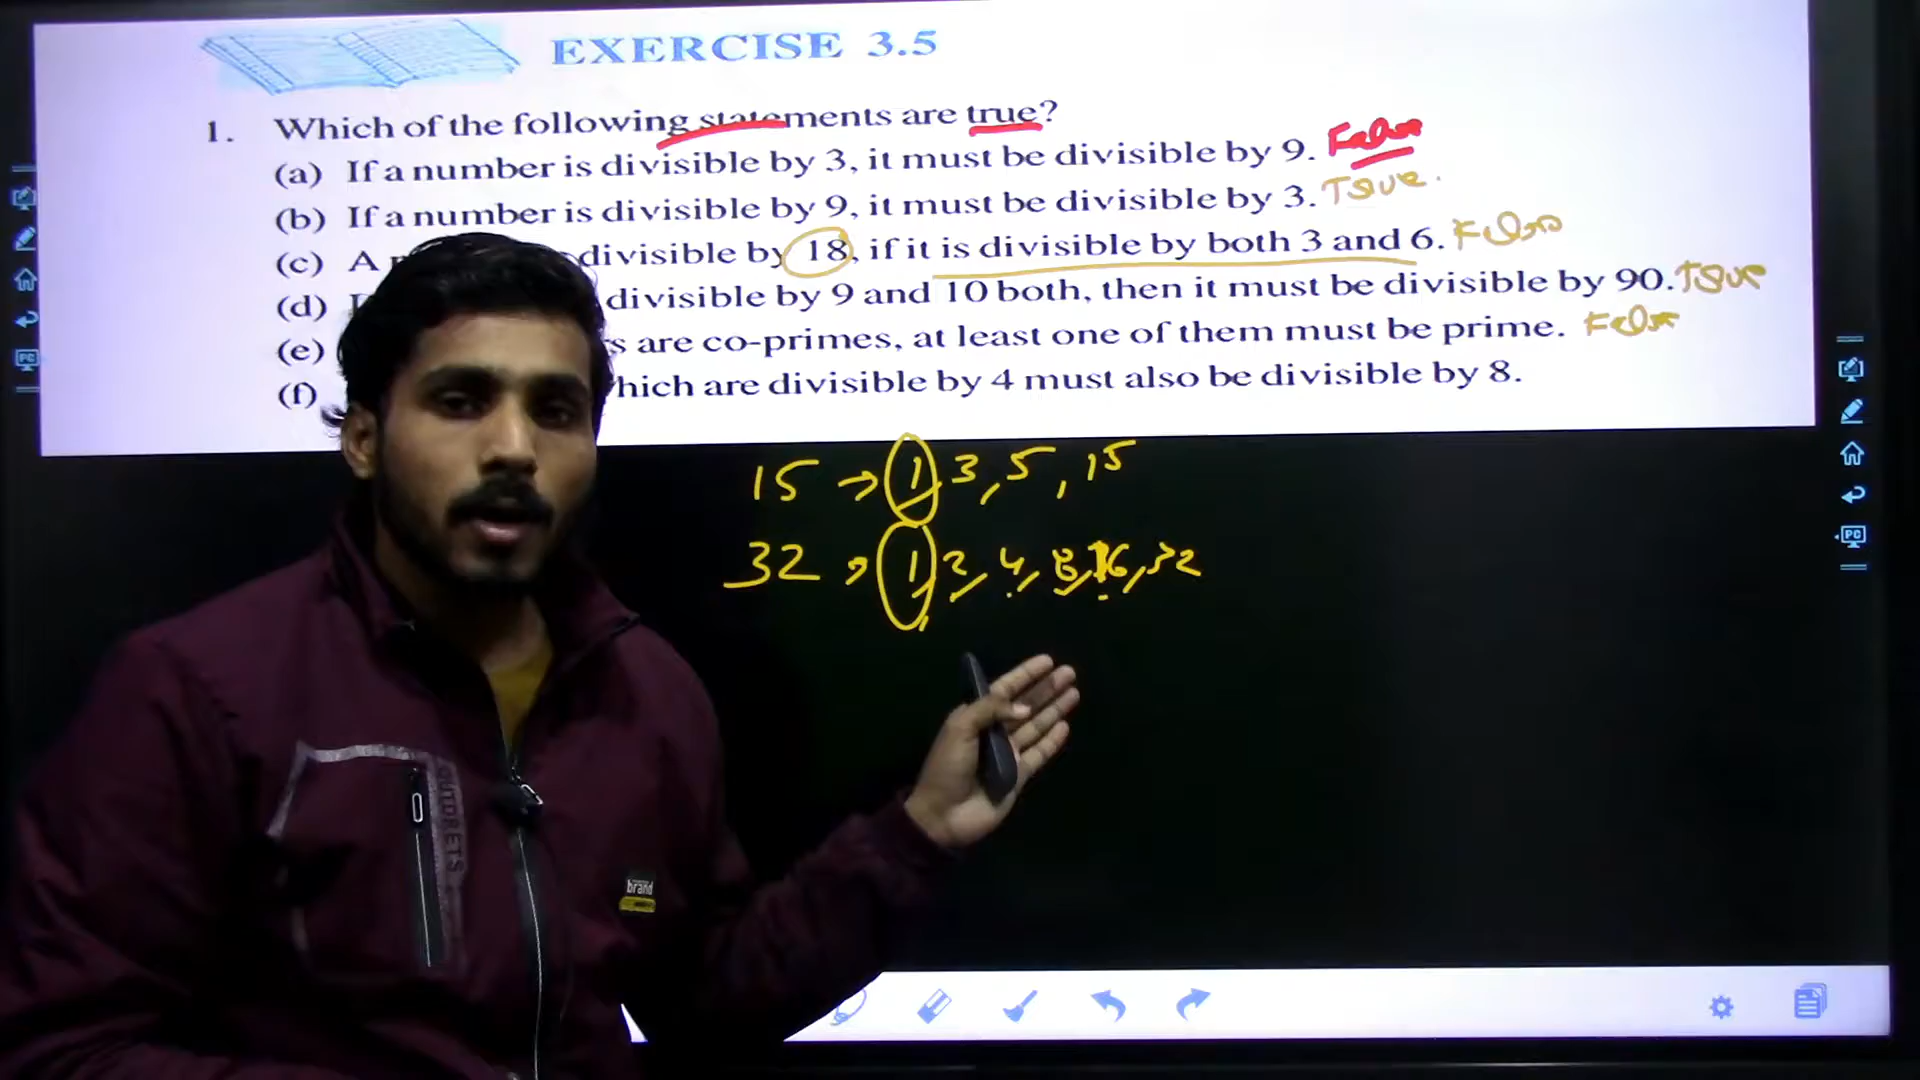 EXERCISE 3.5
1. Which of the following statements are true?
(a) If a number is divisible by 3, it must be divisible by 9. False
(b) If a number is divisible by 9, it must be divisible by 3. True.
(c) A divisible by 18, if it is divisible by both 3 and 6. False
(d) divisible by 9 and 10 both, then it must be divisible by 90. True
(e) s are co-primes, at least one of them must be prime. False
(f) hich are divisible by 4 must also be divisible by 8.
15 → 1, 3, 5, 15
32 → 1, 2, 4, 8, 16, 32
OUTDRETS
brand
PC
PC